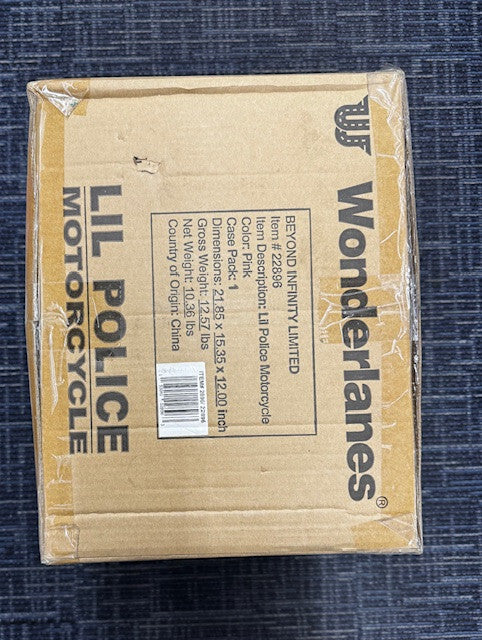 Wonderlanes®
BEYOND INFINITY LIMITED
Item # 22896
Item Description: Lil Police Motorcycle
Color: Pink
Case Pack: 1
Dimensions: 21.85 x 15.35 x 12.00 inch
Gross Weight: 12.57 lbs
Net Weight: 10.36 lbs
Country of Origin: China
LIL POLICE
MOTORCYCLE